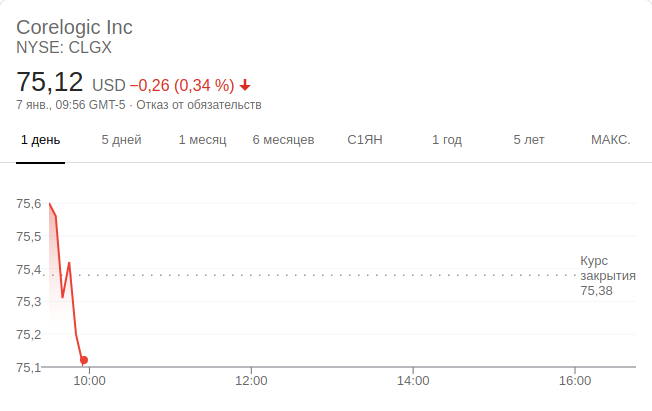 Corelogic Inc
NYSE: CLGX
75,12 USD −0,26 (0,34 %)
7 янв., 09:56 GMT-5 · Отказ от обязательств
1 день 5 дней 1 месяц 6 месяцев С1ЯН 1 год 5 лет МАКС.
75,6
75,5
75,4
75,3
75,2
75,1
Курс
закрытия
75,38
10:00 12:00 14:00 16:00